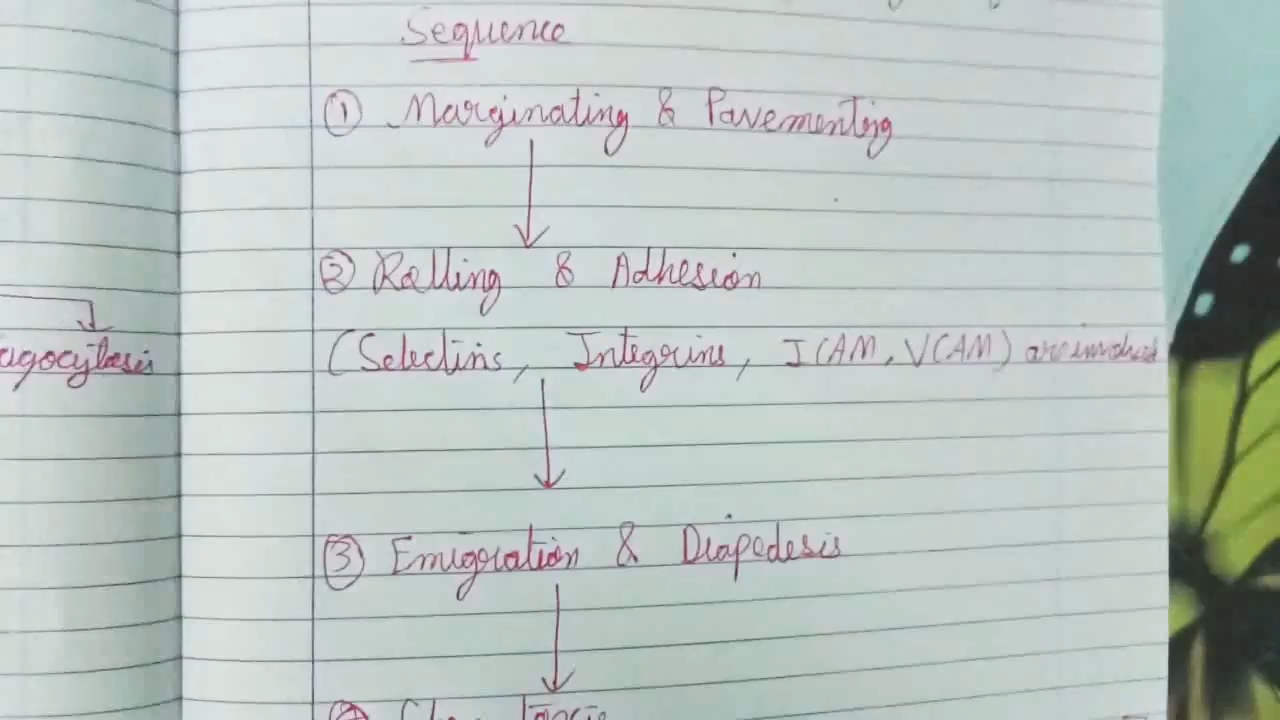 Sequence
① Marginating & Pavementing
② Rolling & Adhesion
(Selectins, Integrins, ICAM, VCAM) are involved
agocytosis
③ Emigration & Diapedesis